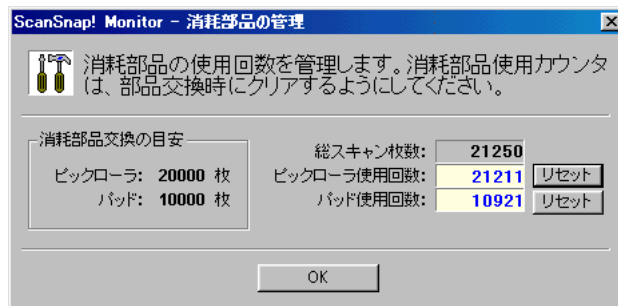 ScanSnap! Monitor - 消耗部品の管理
消耗部品の使用回数を管理します。消耗部品使用カウンタ
は、部品交換時にクリアするようにしてください。
消耗部品交換の目安
ピックローラ: 20000 枚
パッド: 10000 枚
総スキャン枚数: 21250
ピックローラ使用回数: 21211 リセット
パッド使用回数: 10921 リセット
OK